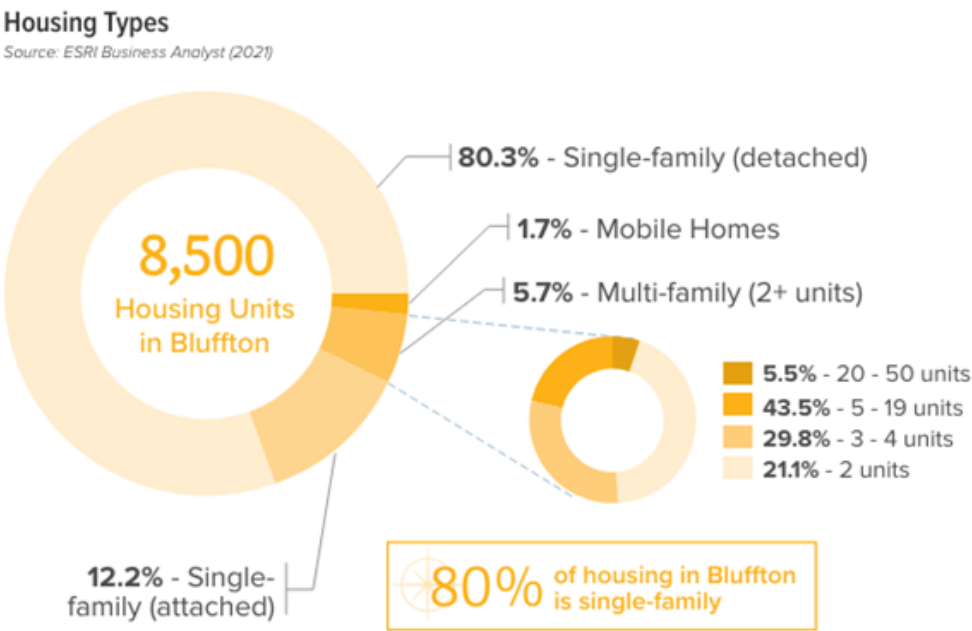 Housing Types
Source: ESRI Business Analyst (2021)
80.3% - Single-family (detached)
1.7% - Mobile Homes
5.7% - Multi-family (2+ units)
8,500
Housing Units
in Bluffton
5.5% - 20 - 50 units
43.5% - 5 - 19 units
29.8% - 3 - 4 units
21.1% - 2 units
12.2% - Single-
family (attached)
80% of housing in Bluffton
is single-family